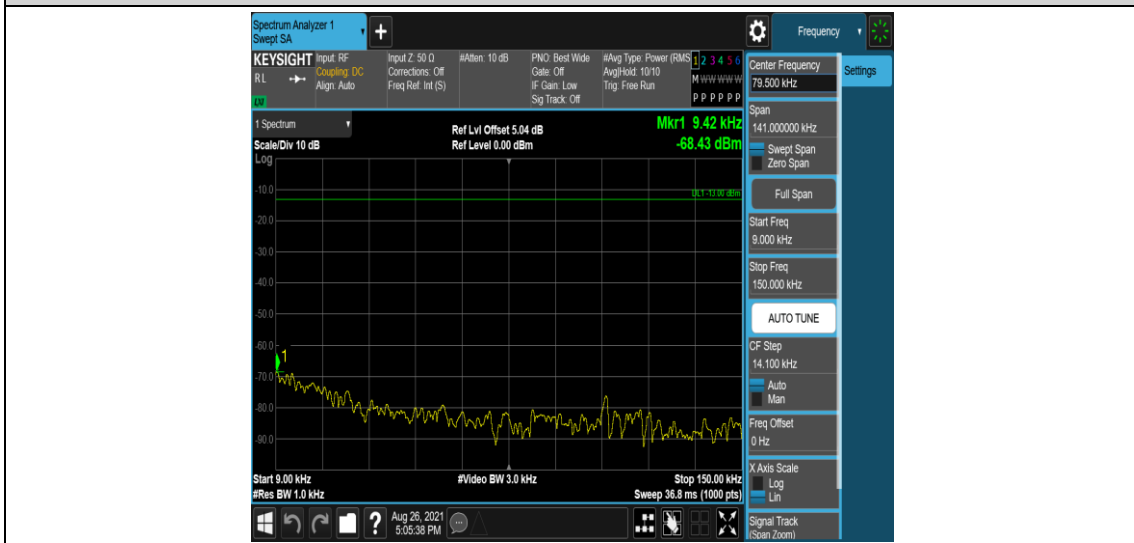 Spectrum Analyzer 1
Swept SA
+
Frequency
KEYSIGHT
RL
LXI
Input: RF
Coupling: DC
Align: Auto
Input Z: 50 Ω
Corrections: Off
Freq Ref: Int (S)
#Atten: 10 dB
PNO: Best Wide
Gate: Off
IF Gain: Low
Sig Track: Off
#Avg Type: Power (RMS
Avg|Hold: 10/10
Trig: Free Run
1 2 3 4 5 6
M W W W W W
P P P P P P
1 Spectrum
Scale/Div 10 dB
Ref Lvl Offset 5.04 dB
Ref Level 0.00 dBm
Mkr1 9.42 kHz
-68.43 dBm
Log
DL1 -13.00 dBm
-10.0
-20.0
-30.0
-40.0
-50.0
-60.0
1
-70.0
-80.0
-90.0
Start 9.00 kHz
#Res BW 1.0 kHz
#Video BW 3.0 kHz
Stop 150.00 kHz
Sweep 36.8 ms (1000 pts)
Center Frequency
79.500 kHz
Settings
Span
141.000000 kHz
Swept Span
Zero Span
Full Span
Start Freq
9.000 kHz
Stop Freq
150.000 kHz
AUTO TUNE
CF Step
14.100 kHz
Auto
Man
Freq Offset
0 Hz
X Axis Scale
Log
Lin
Signal Track
(Span Zoom)
?
Aug 26, 2021
5:05:38 PM